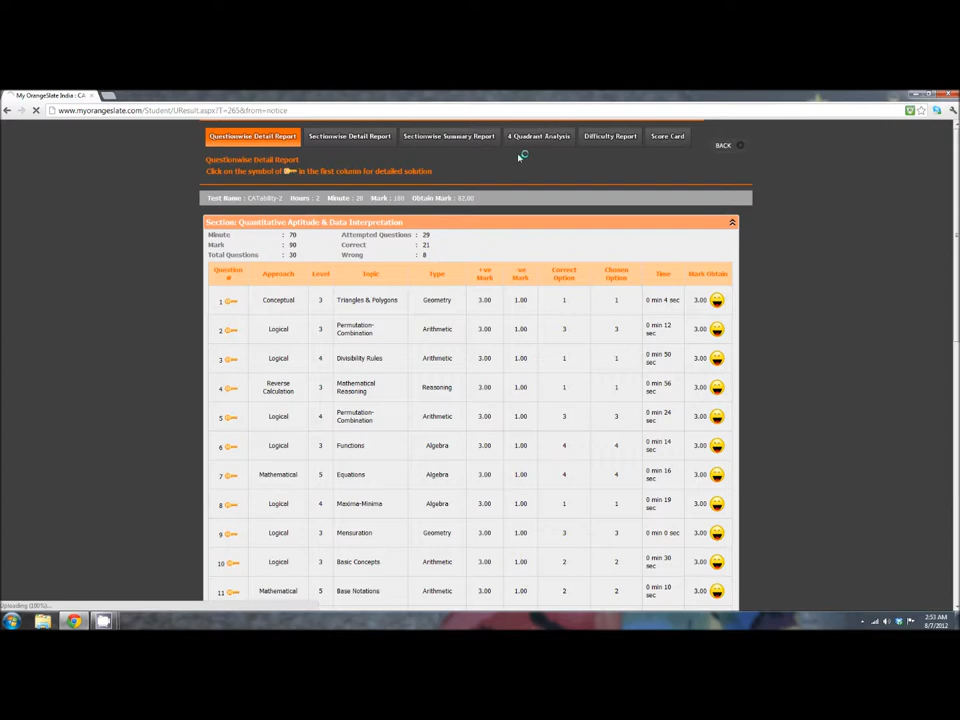 My OrangeSlate India : CA
www.myorangeslate.com/Student/UResult.aspx?T=265&from=notice
Questionwise Detail Report Sectionwise Detail Report Sectionwise Summary Report 4 Quadrant Analysis Difficulty Report Score Card
BACK
Questionwise Detail Report
Click on the symbol of in the first column for detailed solution
Test Name : CATability-2 Hours : 2 Minute : 20 Mark : 180 Obtain Mark : 82.00
Section: Quantitative Aptitude & Data Interpretation
Minute : 70 Attempted Questions : 29
Mark : 90 Correct : 21
Total Questions : 30 Wrong : 8
Question # Approach Level Topic Type +ve Mark -ve Mark Correct Option Chosen Option Time Mark Obtain
1 Conceptual 3 Triangles & Polygons Geometry 3.00 1.00 1 1 0 min 4 sec 3.00
2 Logical 3 Permutation-Combination Arithmetic 3.00 1.00 3 3 0 min 12 sec 3.00
3 Logical 4 Divisibility Rules Arithmetic 3.00 1.00 1 1 0 min 50 sec 3.00
4 Reverse Calculation 3 Mathematical Reasoning Reasoning 3.00 1.00 1 1 0 min 56 sec 3.00
5 Logical 4 Permutation-Combination Arithmetic 3.00 1.00 3 3 0 min 24 sec 3.00
6 Logical 3 Functions Algebra 3.00 1.00 4 4 0 min 14 sec 3.00
7 Mathematical 5 Equations Algebra 3.00 1.00 4 4 0 min 16 sec 3.00
8 Logical 4 Maxima-Minima Algebra 3.00 1.00 1 1 0 min 19 sec 3.00
9 Logical 3 Mensuration Geometry 3.00 1.00 3 3 0 min 0 sec 3.00
10 Logical 3 Basic Concepts Arithmetic 3.00 1.00 2 2 0 min 30 sec 3.00
11 Mathematical 5 Base Notations Arithmetic 3.00 1.00 2 2 0 min 10 sec 3.00
Uploading (100%)...
2:53 AM
8/7/2012